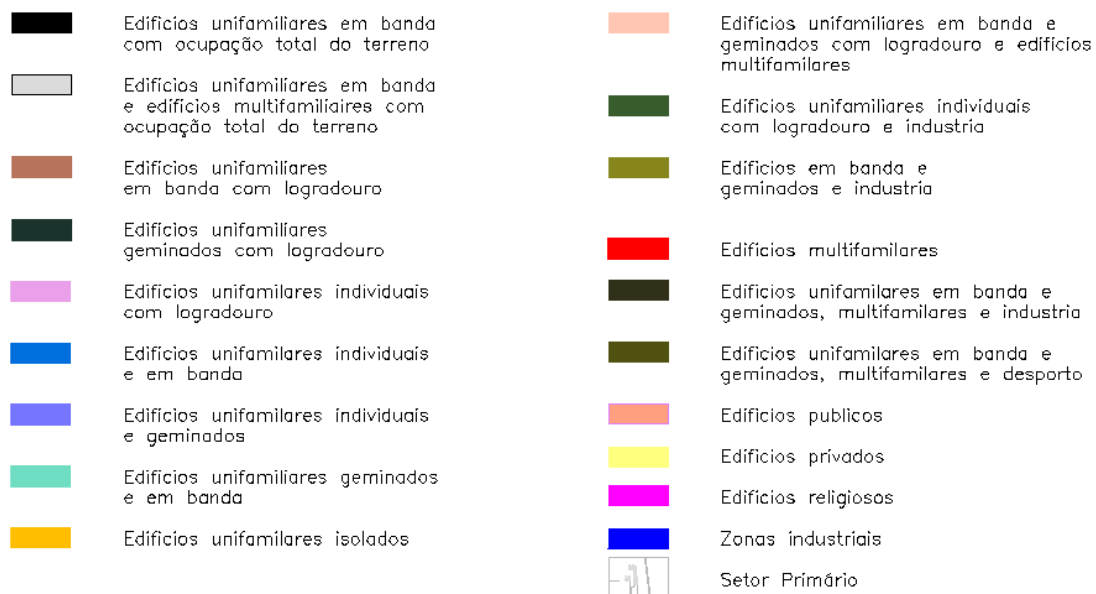 Edificios unifamiliares em banda
com ocupação total do terreno
Edificios unifamiliares em banda
e edificios multifamiliaires com
ocupação total do terreno
Edificios unifamiliares
em banda com logradouro
Edificios unifamiliares
geminados com logradouro
Edificios unifamilares individuais
com logradouro
Edificios unifamilares individuais
e em banda
Edificios unifamilares individuais
e geminados
Edificios unifamiliares geminados
e em banda
Edificios unifamilares isolados
Edificios unifamiliares em banda e
geminados com logradouro e edificios
multifamilares
Edificios unifamiliares individuais
com logradouro e industria
Edificios em banda e
geminados e industria
Edificios multifamilares
Edificios unifamilares em banda e
geminados, multifamilares e industria
Edificios unifamilares em banda e
geminados, multifamilares e desporto
Edificios publicos
Edificios privados
Edificios religiosos
Zonas industriais
Setor Primário